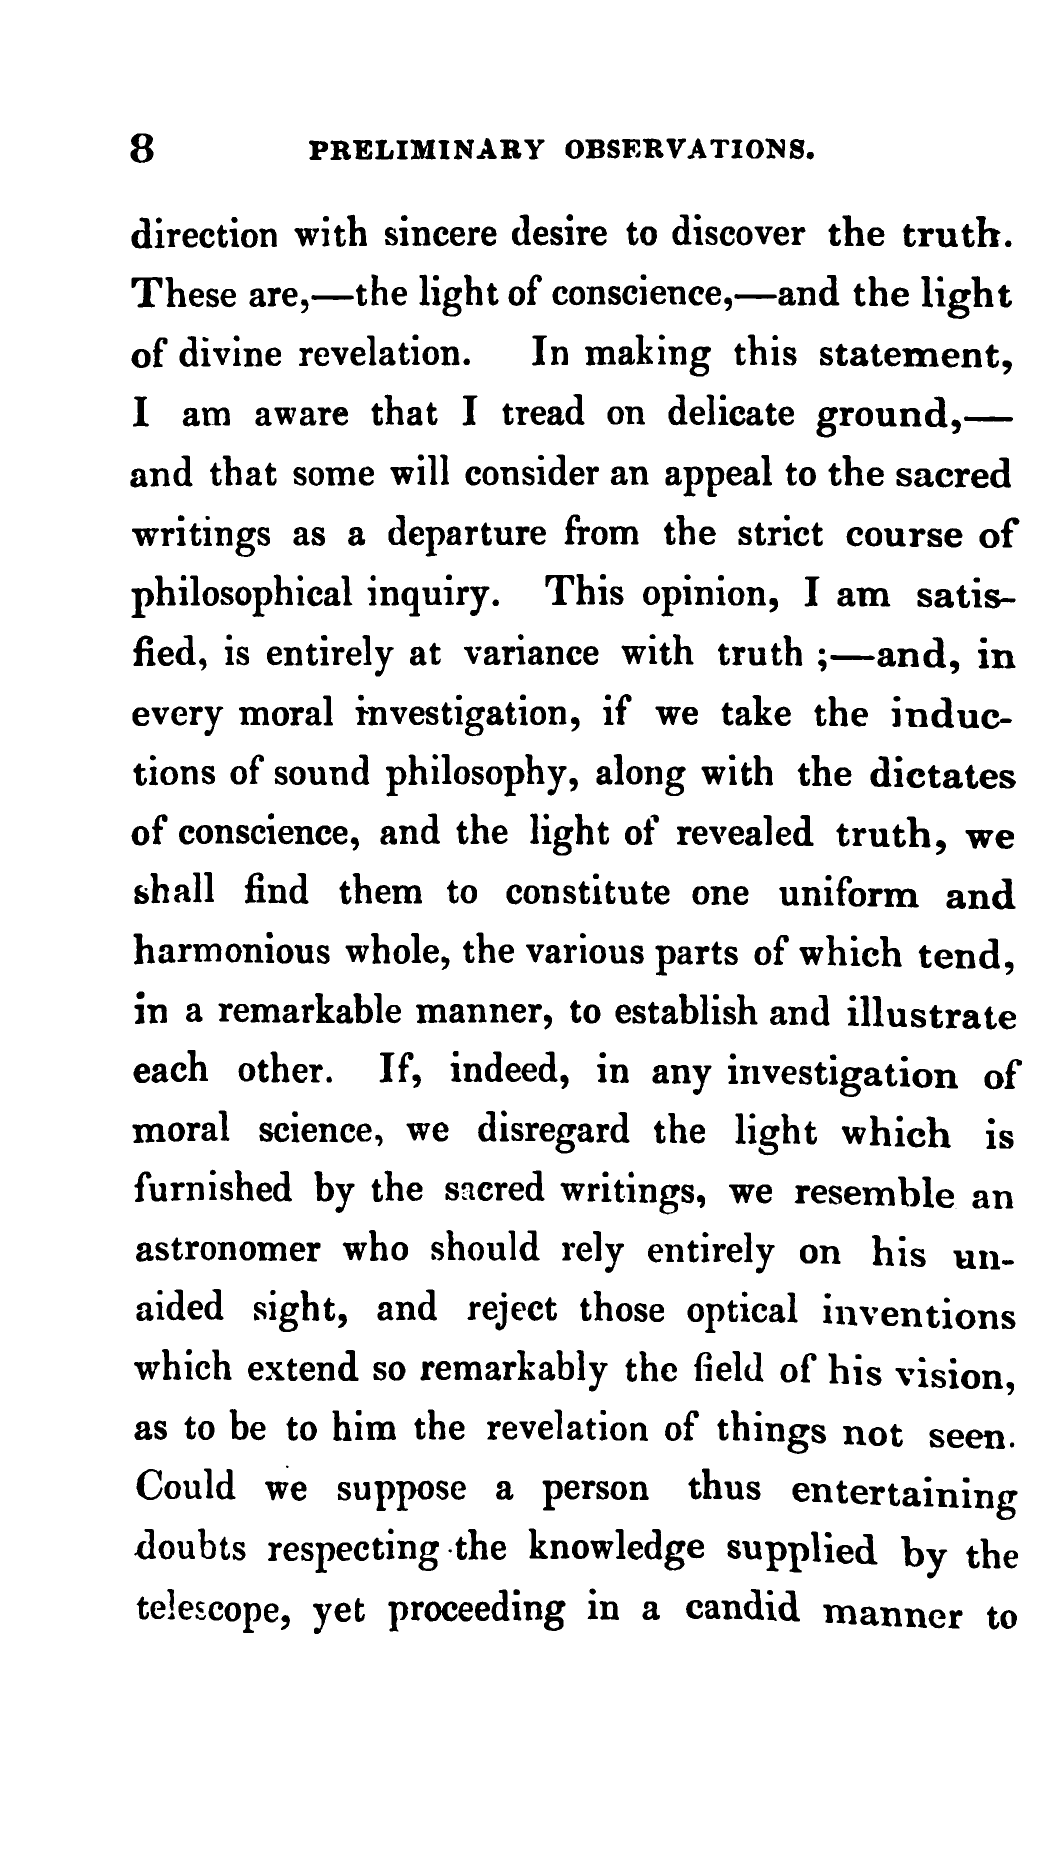 8 PRELIMINARY OBSERVATIONS.
direction with sincere desire to discover the truth.
These are,—the light of conscience,—and the light
of divine revelation. In making this statement,
I am aware that I tread on delicate ground,—
and that some will consider an appeal to the sacred
writings as a departure from the strict course of
philosophical inquiry. This opinion, I am satis-
fied, is entirely at variance with truth ;—and, in
every moral investigation, if we take the induc-
tions of sound philosophy, along with the dictates
of conscience, and the light of revealed truth, we
shall find them to constitute one uniform and
harmonious whole, the various parts of which tend,
in a remarkable manner, to establish and illustrate
each other. If, indeed, in any investigation of
moral science, we disregard the light which is
furnished by the sacred writings, we resemble an
astronomer who should rely entirely on his un-
aided sight, and reject those optical inventions
which extend so remarkably the field of his vision,
as to be to him the revelation of things not seen.
Could we suppose a person thus entertaining
doubts respecting the knowledge supplied by the
telescope, yet proceeding in a candid manner to